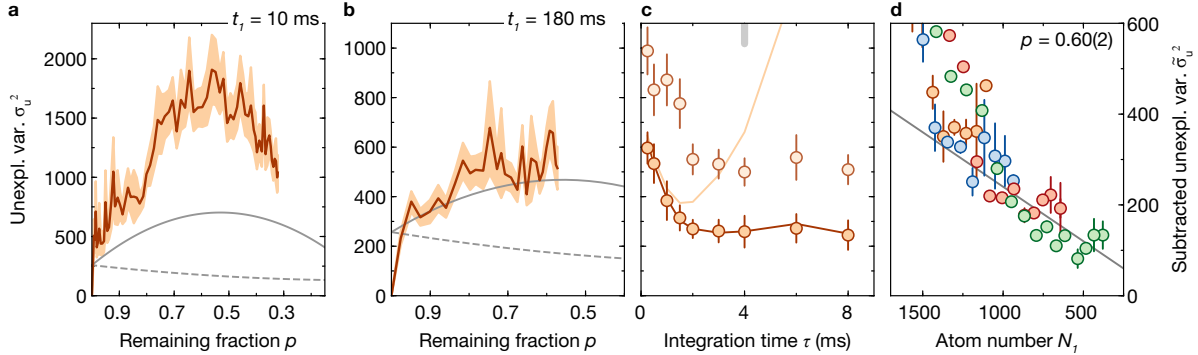 a
t₁ = 10 ms
b
t₁ = 180 ms
c
d
Unexpl. var. σᵤ²
2000
1500
1000
500
0
0.9
0.7
0.5
0.3
Remaining fraction p
1000
800
600
400
200
0
0.9
0.7
0.5
Remaining fraction p
0
2
4
6
8
Integration time τ (ms)
p = 0.60(2)
1500
1000
500
Atom number N₁
600
400
200
0
Subtracted unexpl. var. σ̃ᵤ²